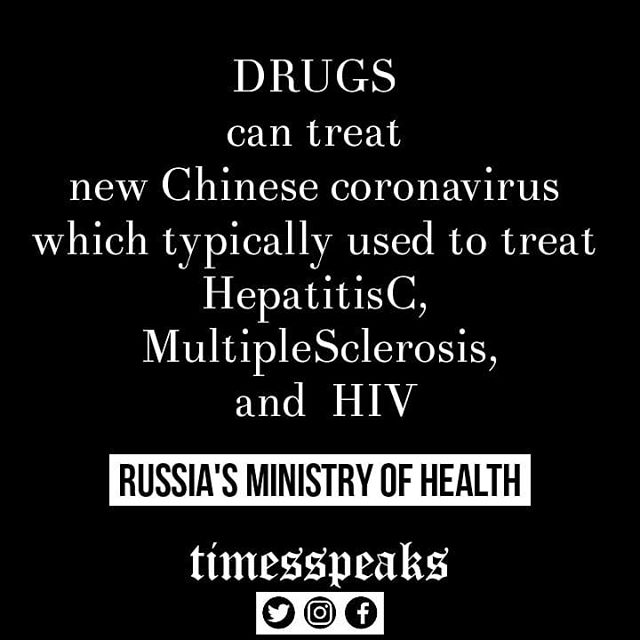 DRUGS
can treat
new Chinese coronavirus
which typically used to treat
HepatitisC,
MultipleSclerosis,
and HIV
RUSSIA'S MINISTRY OF HEALTH
timesspeaks